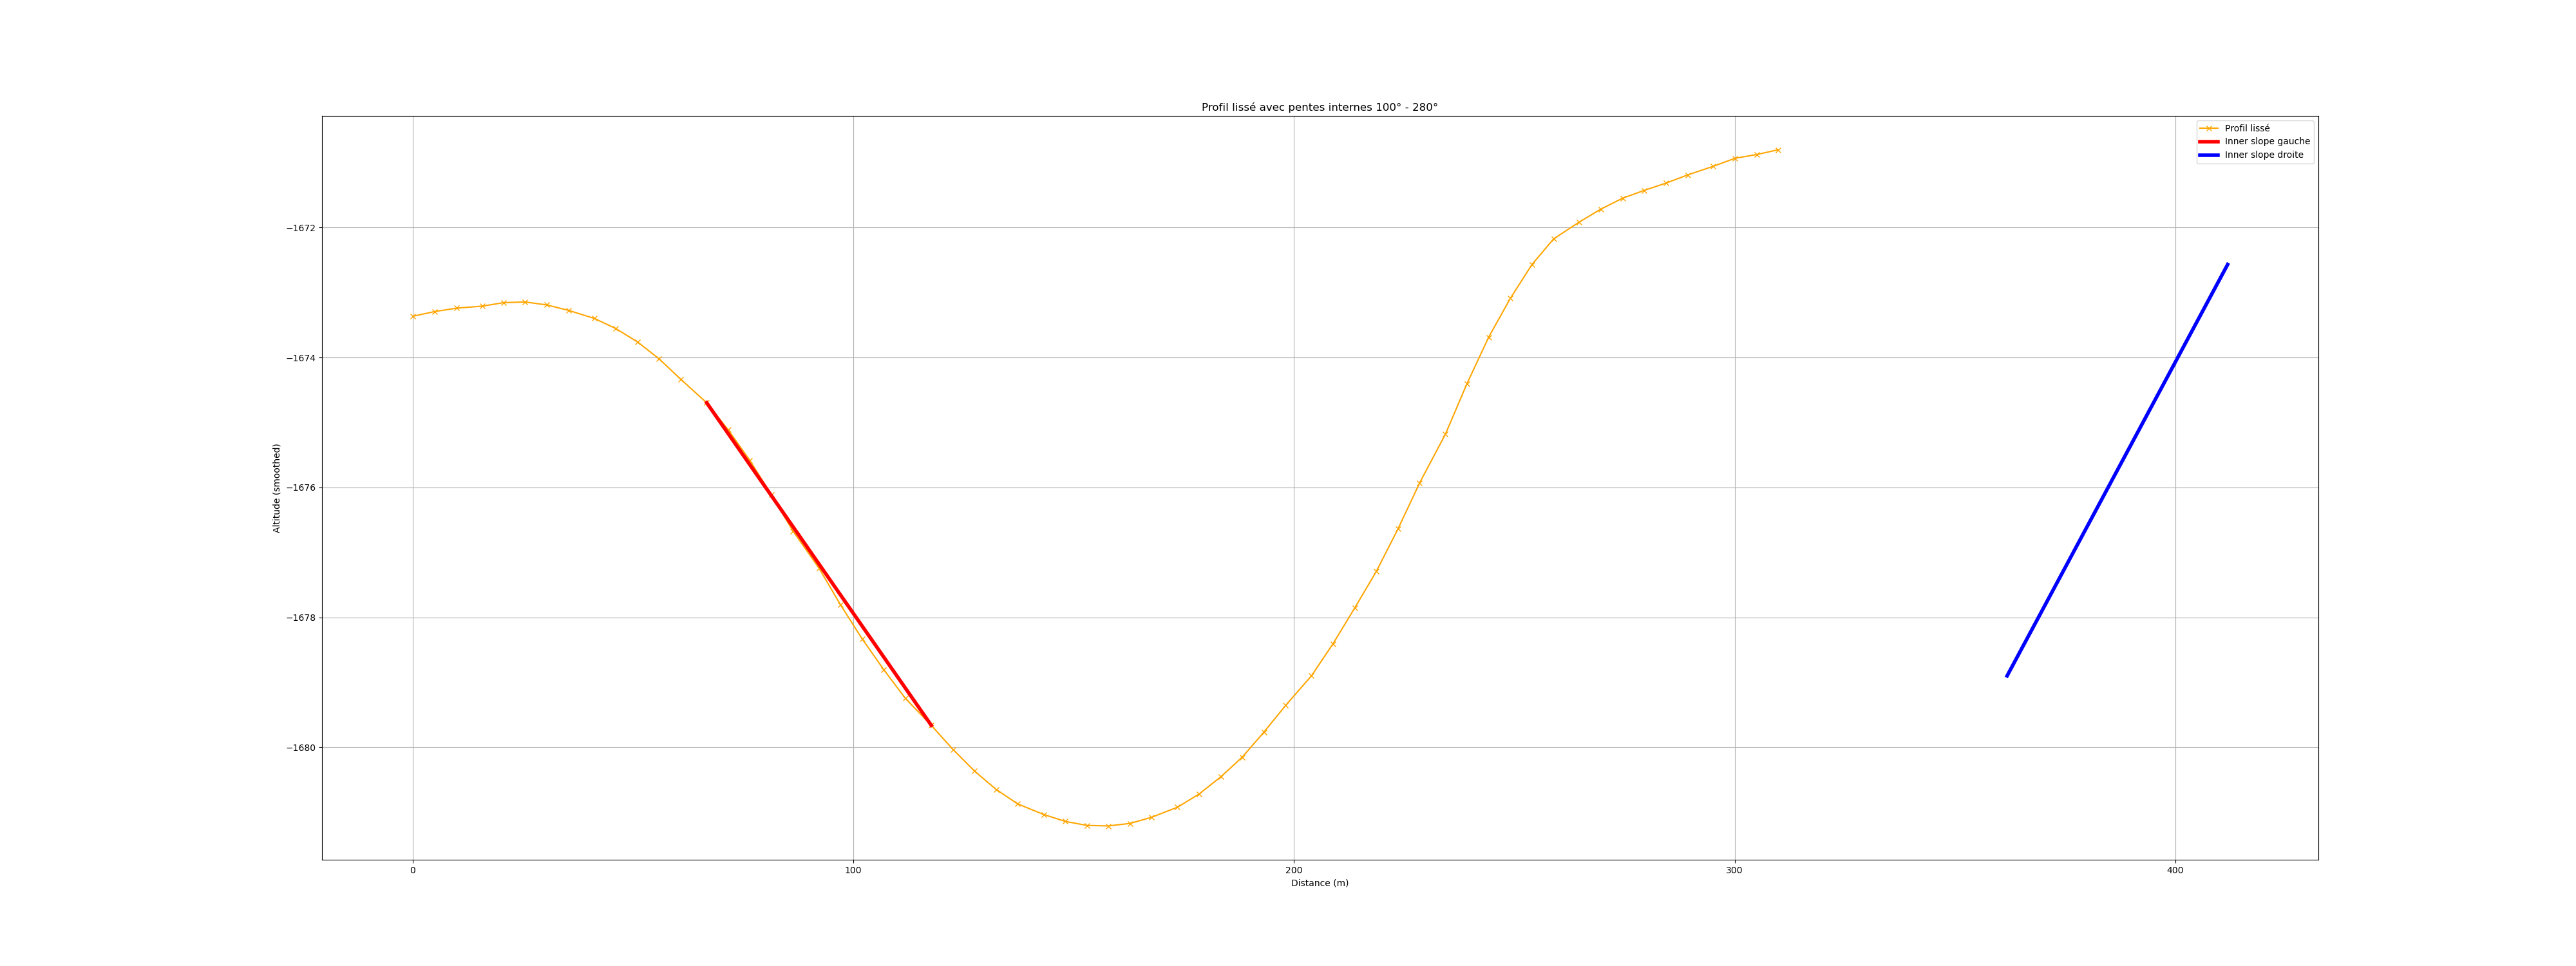 Profil lissé avec pentes internes 100° - 280°
Profil lissé
Inner slope gauche
Inner slope droite
−1672
−1674
−1676
−1678
−1680
Altitude (smoothed)
0
100
200
300
400
Distance (m)